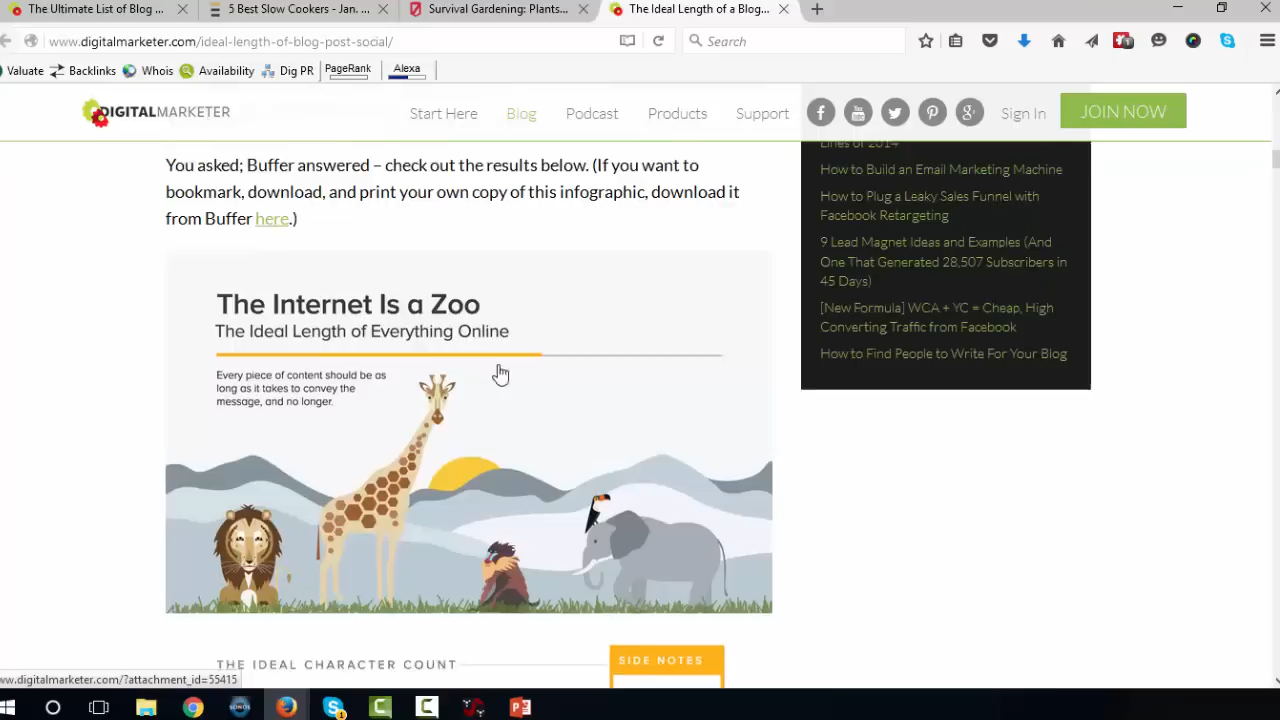 The Ultimate List of Blog ...
5 Best Slow Cookers - Jan. ...
Survival Gardening: Plants...
The Ideal Length of a Blog...
www.digitalmarketer.com/ideal-length-of-blog-post-social/
Search
1
Valuate
Backlinks
Whois
Availability
Dig PR
PageRank
Alexa
DIGITALMARKETER
Start Here
Blog
Podcast
Products
Support
Sign In
JOIN NOW
You asked; Buffer answered – check out the results below. (If you want to
bookmark, download, and print your own copy of this infographic, download it
from Buffer here.)
Lines of 2014
How to Build an Email Marketing Machine
How to Plug a Leaky Sales Funnel with
Facebook Retargeting
9 Lead Magnet Ideas and Examples (And
One That Generated 28,507 Subscribers in
45 Days)
[New Formula] WCA + YC = Cheap, High
Converting Traffic from Facebook
How to Find People to Write For Your Blog
The Internet Is a Zoo
The Ideal Length of Everything Online
Every piece of content should be as
long as it takes to convey the
message, and no longer.
THE IDEAL CHARACTER COUNT
SIDE NOTES
ww.digitalmarketer.com/?attachment_id=55415
SONOS